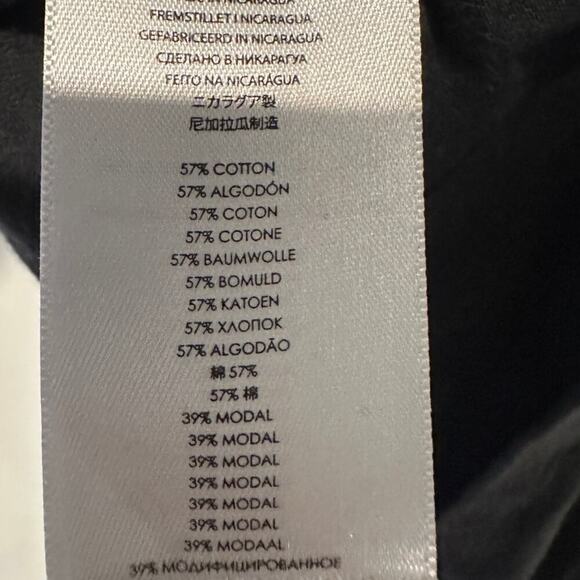 NICARAGUA
FREMSTILLET I NICARAGUA
GEFABRICEERD IN NICARAGUA
СДЕЛАНО В НИКАРАГУА
FEITO NA NICARÁGUA
ニカラグア製
尼加拉瓜制造
57% COTTON
57% ALGODÓN
57% COTON
57% COTONE
57% BAUMWOLLE
57% BOMULD
57% KATOEN
57% ХЛОПОК
57% ALGODÃO
綿 57%
57% 棉
39% MODAL
39% MODAL
39% MODAL
39% MODAL
39% MODAL
39% MODAL
39% MODAAL
39% МОДИФИЦИРОВАННОЕ